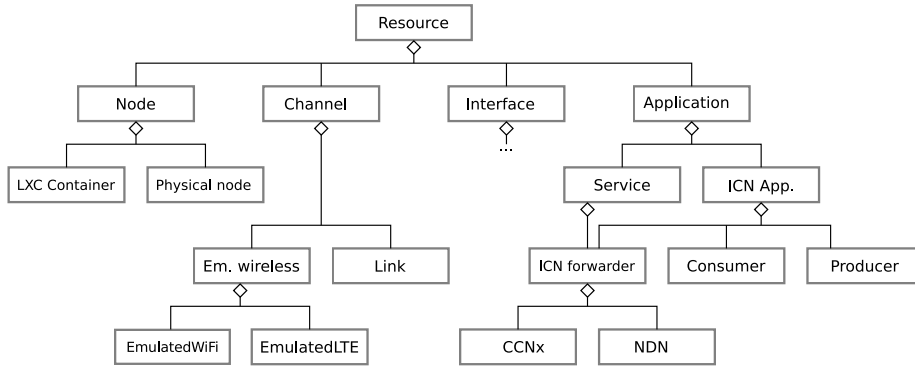 Resource
Node
Channel
Interface
Application
...
LXC Container
Physical node
Service
ICN App.
Em. wireless
Link
ICN forwarder
Consumer
Producer
EmulatedWiFi
EmulatedLTE
CCNx
NDN